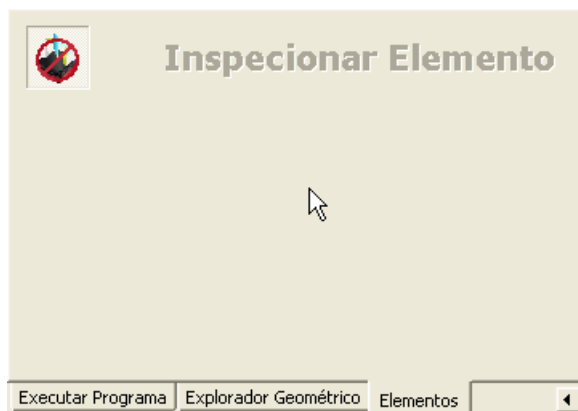 Inspecionar Elemento
Executar Programa Explorador Geométrico Elementos